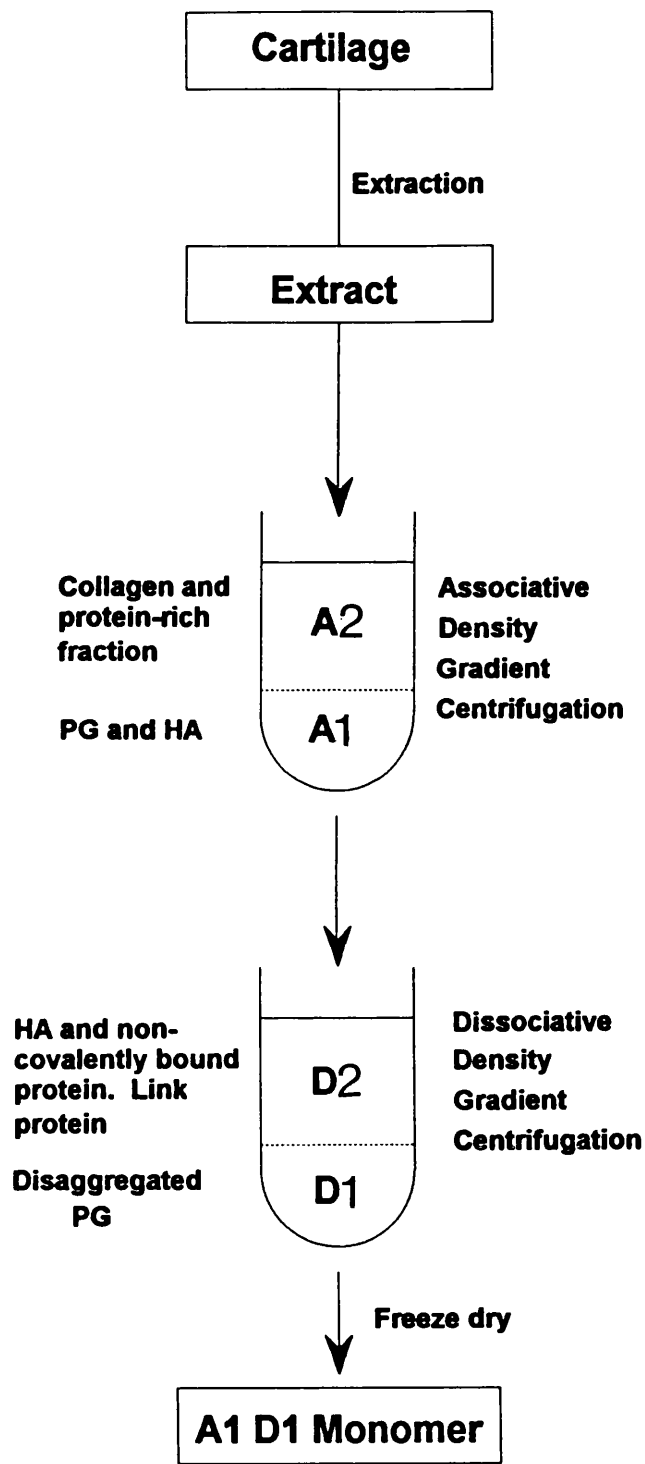 Cartilage
Extraction
Extract
Collagen and
protein-rich
fraction
A2
Associative
Density
Gradient
Centrifugation
PG and HA
A1
HA and non-
covalently bound
protein. Link
protein
D2
Dissociative
Density
Gradient
Centrifugation
Disaggregated
PG
D1
Freeze dry
A1 D1 Monomer